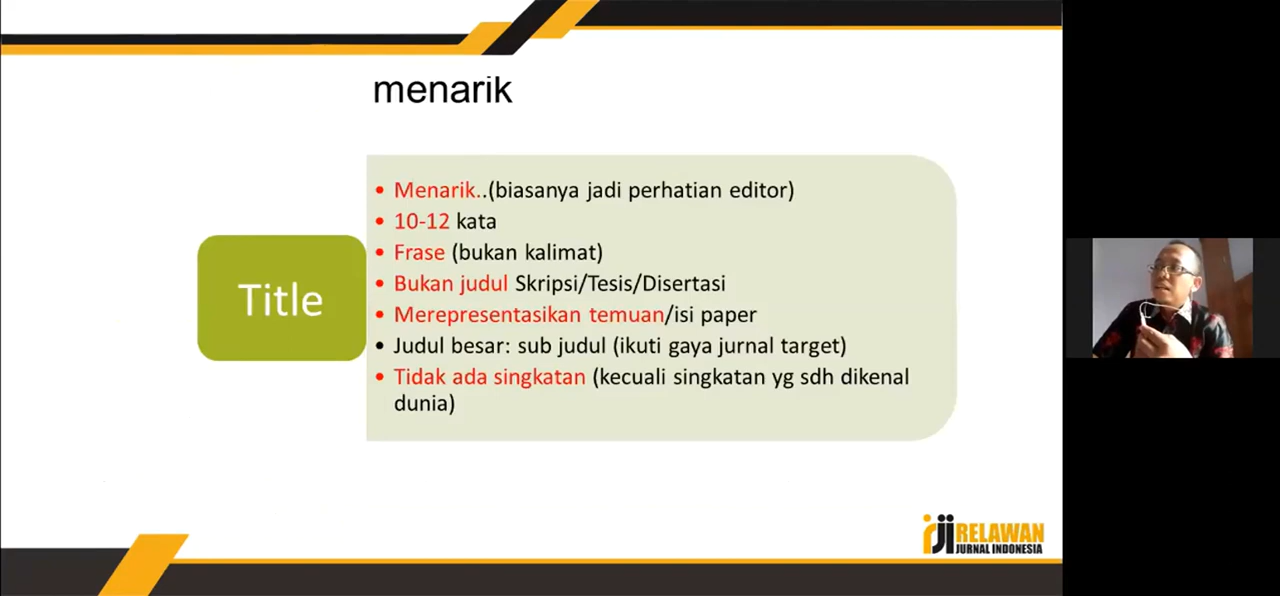 menarik
Title
• Menarik..(biasanya jadi perhatian editor)
• 10-12 kata
• Frase (bukan kalimat)
• Bukan judul Skripsi/Tesis/Disertasi
• Merepresentasikan temuan/isi paper
• Judul besar: sub judul (ikuti gaya jurnal target)
• Tidak ada singkatan (kecuali singkatan yg sdh dikenal
dunia)
rji RELAWAN
JURNAL INDONESIA